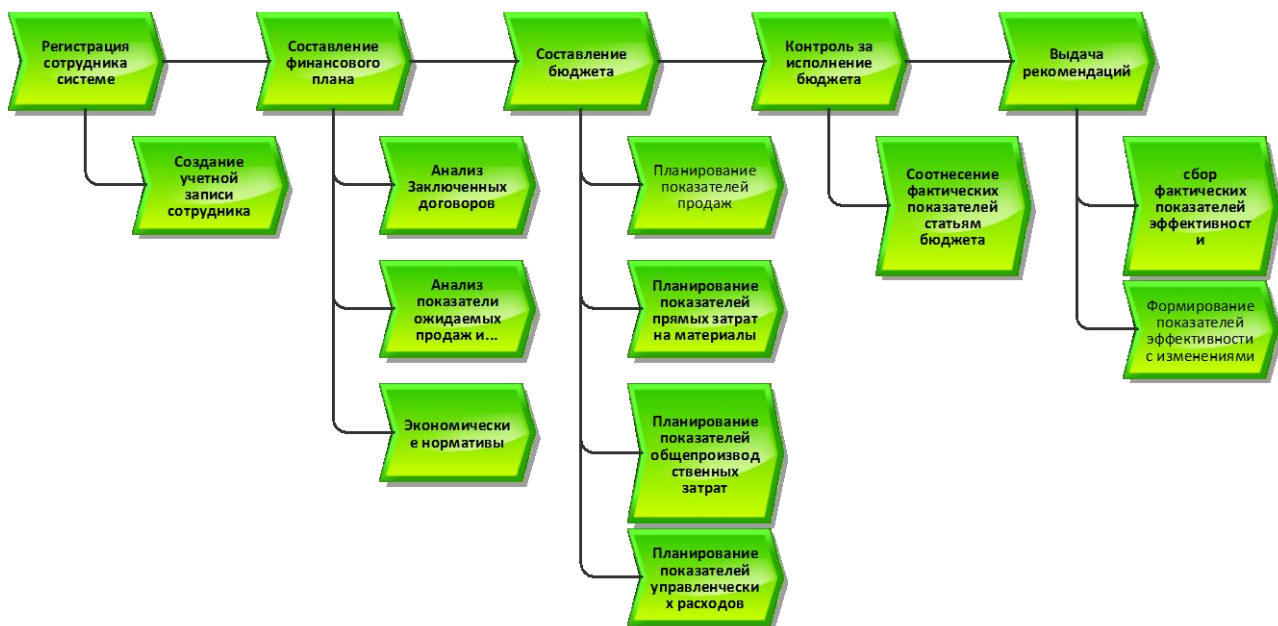 Регистрация
сотрудника
системе
Составление
финансового
плана
Составление
бюджета
Контроль за
исполнение
бюджета
Выдача
рекомендаций
Создание
учетной
записи
сотрудника
Анализ
Заключенных
договоров
Планирование
показателей
продаж
Соотнесение
фактических
показателей
статьям
бюджета
сбор
фактических
показателей
эффективност
и
Анализ
показатели
ожидаемых
продаж и...
Планирование
показателей
прямых затрат
на материалы
Формирование
показателей
эффективности
с изменениями
Экономически
е нормативы
Планирование
показателей
общепроизвод
ственных
затрат
Планирование
показателей
управленчески
х расходов